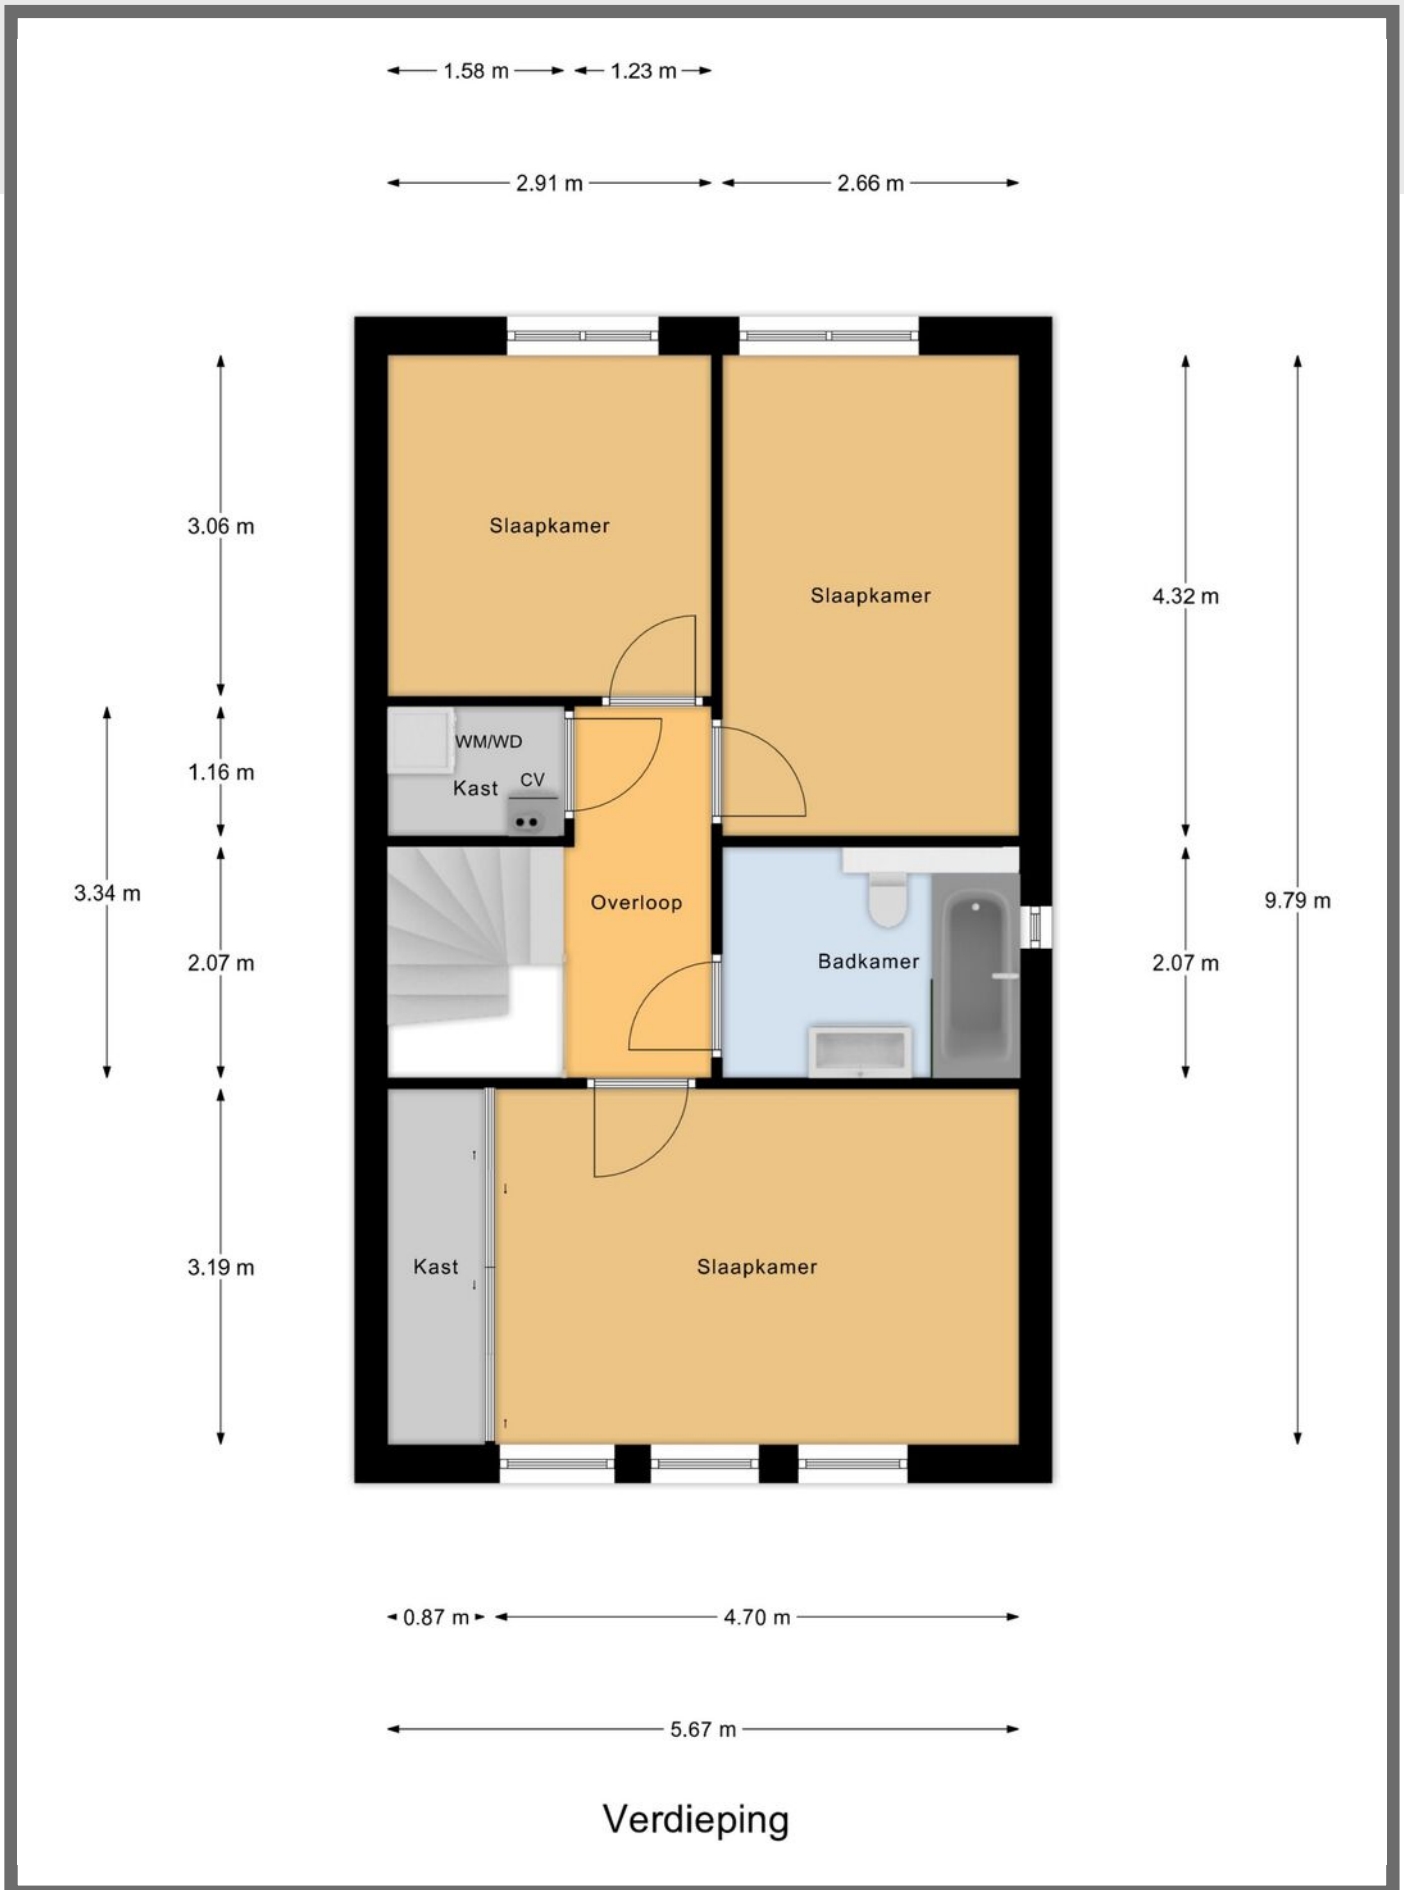 1.58 m 1.23 m
2.91 m 2.66 m
3.06 m
Slaapkamer
Slaapkamer
4.32 m
WM/WD
1.16 m
Kast CV
3.34 m
Overloop
9.79 m
2.07 m
Badkamer
2.07 m
3.19 m
Kast
Slaapkamer
0.87 m 4.70 m
5.67 m
Verdieping